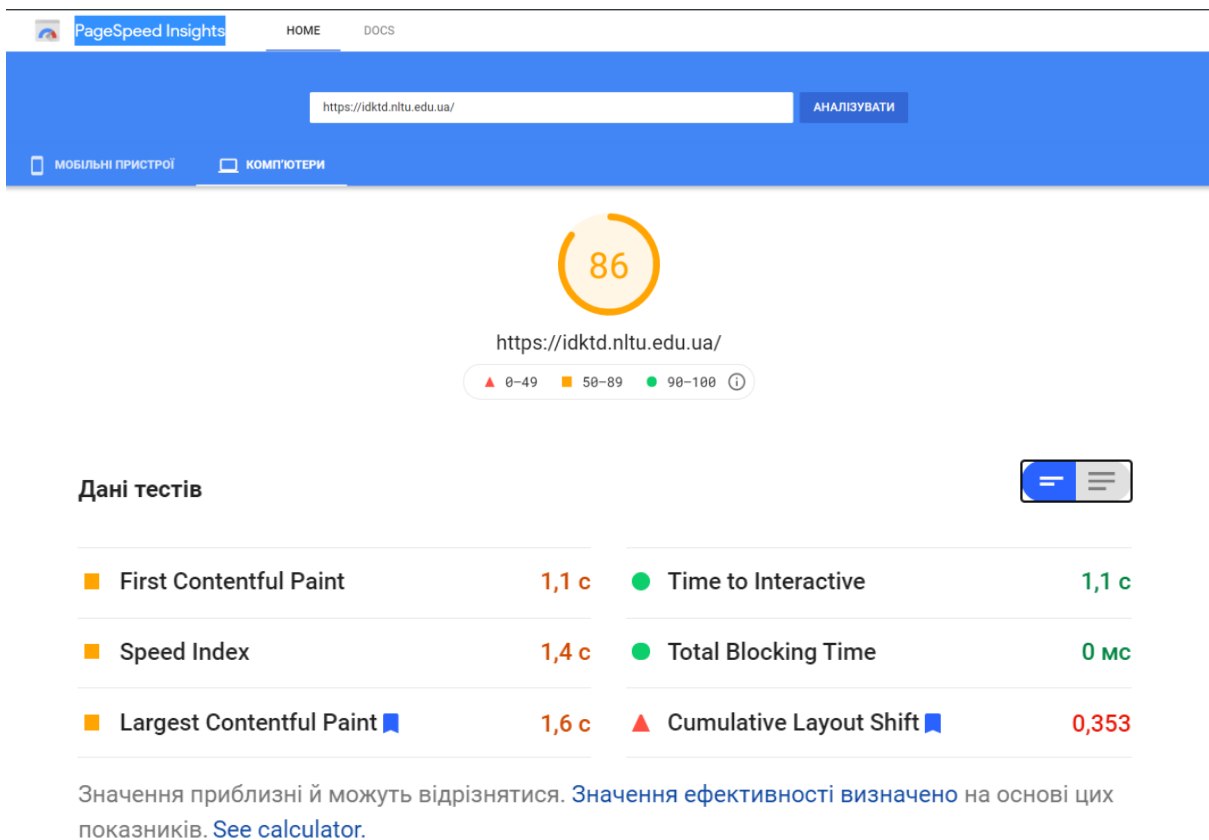 PageSpeed Insights HOME DOCS
https://idktd.nltu.edu.ua/ АНАЛІЗУВАТИ
МОБІЛЬНІ ПРИСТРОЇ КОМП'ЮТЕРИ
86
https://idktd.nltu.edu.ua/
0–49 50–89 90–100
Дані тестів
First Contentful Paint 1,1 с
Time to Interactive 1,1 с
Speed Index 1,4 с
Total Blocking Time 0 мс
Largest Contentful Paint 1,6 с
Cumulative Layout Shift 0,353
Значення приблизні й можуть відрізнятися. Значення ефективності визначено на основі цих
показників. See calculator.